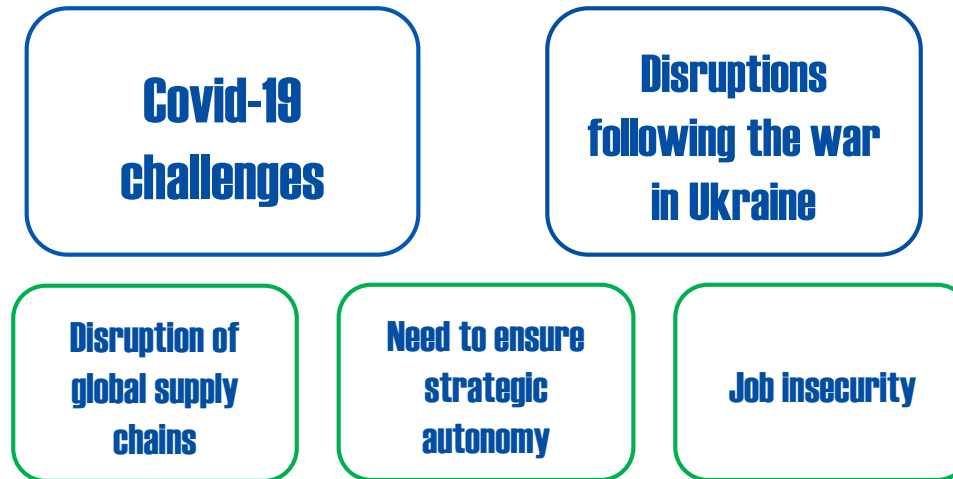 Covid-19
challenges
Disruptions
following the war
in Ukraine
Disruption of
global supply
chains
Need to ensure
strategic
autonomy
Job insecurity